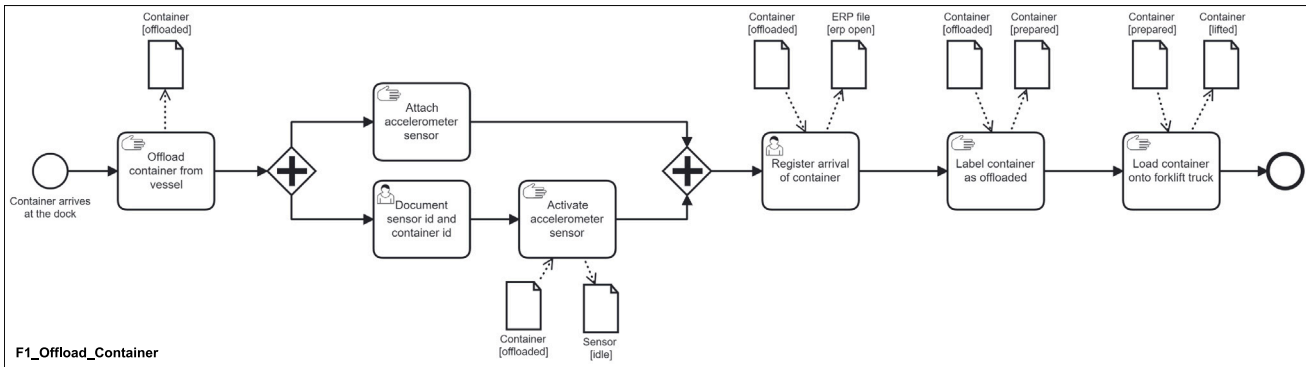 Container
[offloaded]
Container
[offloaded]
ERP file
[erp open]
Container
[offloaded]
Container
[prepared]
Container
[prepared]
Container
[lifted]
Container arrives
at the dock
Offload
container from
vessel
Attach
accelerometer
sensor
Document
sensor id and
container id
Activate
accelerometer
sensor
Container
[offloaded]
Sensor
[idle]
Register arrival
of container
Label container
as offloaded
Load container
onto forklift truck
F1_Offload_Container